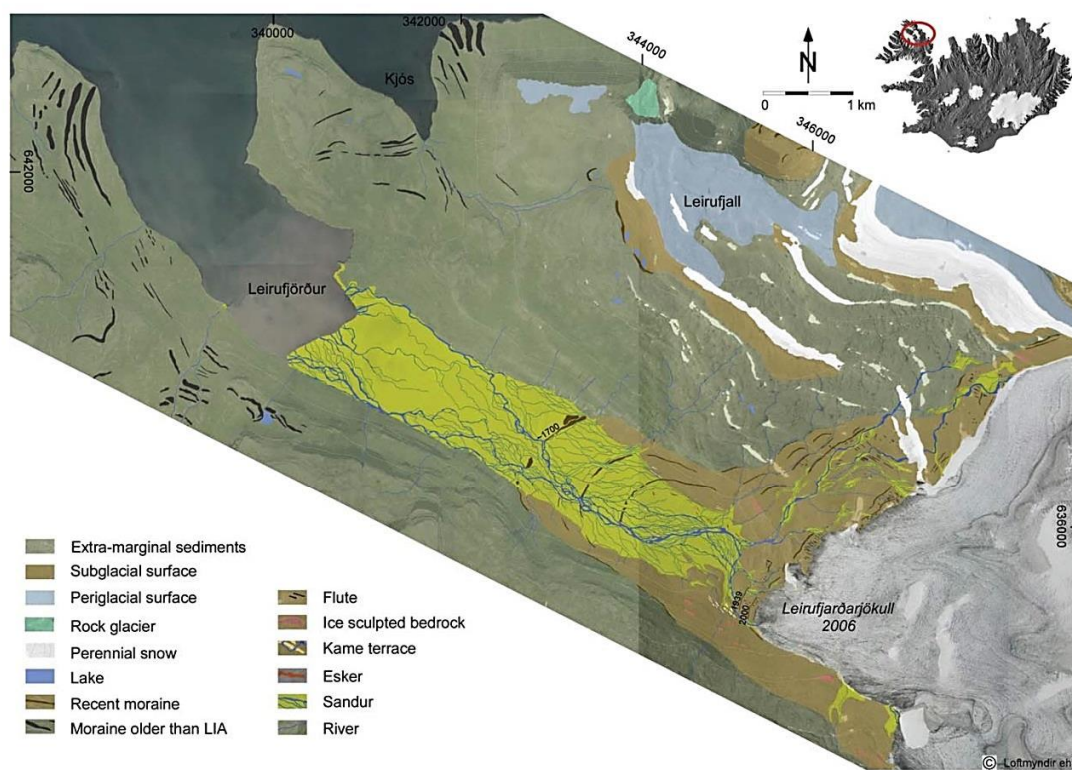 340000
342000
344000
346000
N
0 1 km
642000
Kjós
Leirufjall
Leirufjörður
~1700
636000
1939
2000
Leirufjarðarjökull
2006
Extra-marginal sediments
Subglacial surface
Periglacial surface
Rock glacier
Perennial snow
Lake
Recent moraine
Moraine older than LIA
Flute
Ice sculpted bedrock
Kame terrace
Esker
Sandur
River
© Loftmyndir eh